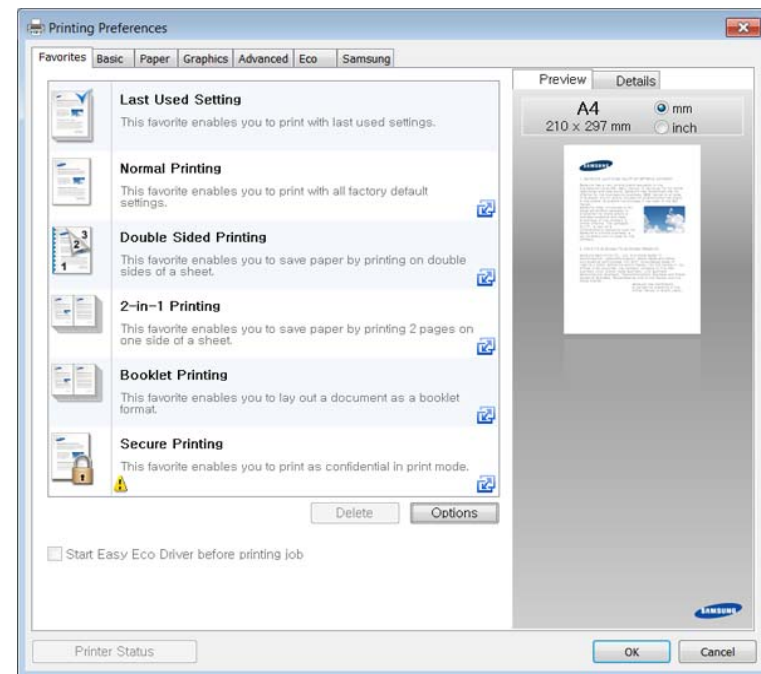 Printing Preferences
Favorites Basic Paper Graphics Advanced Eco Samsung
Last Used Setting
This favorite enables you to print with last used settings.
Normal Printing
This favorite enables you to print with all factory default
settings.
3
2
1
Double Sided Printing
This favorite enables you to save paper by printing on double
sides of a sheet.
2-in-1 Printing
This favorite enables you to save paper by printing 2 pages on
one side of a sheet.
Booklet Printing
This favorite enables you to lay out a document as a booklet
format.
Secure Printing
This favorite enables you to print as confidential in print mode.
Delete Options
Start Easy Eco Driver before printing job
Preview Details
A4
210 x 297 mm
mm
inch
SAMSUNG
SAMSUNG
Printer Status
OK Cancel